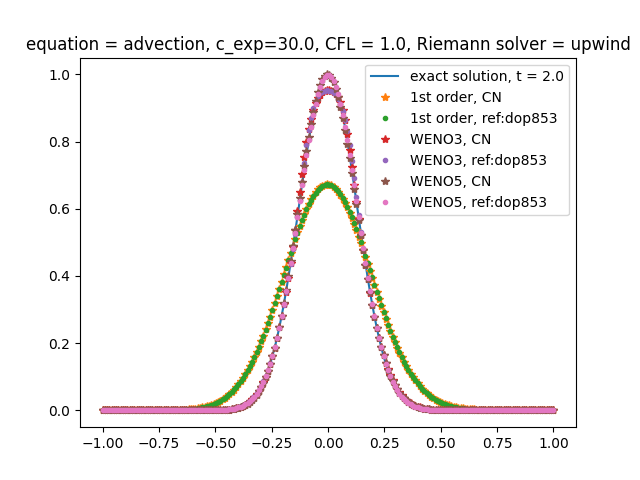 equation = advection, c_exp=30.0, CFL = 1.0, Riemann solver = upwind
1.0
0.8
0.6
0.4
0.2
0.0
exact solution, t = 2.0
1st order, CN
1st order, ref:dop853
WENO3, CN
WENO3, ref:dop853
WENO5, CN
WENO5, ref:dop853
−1.00 −0.75 −0.50 −0.25 0.00 0.25 0.50 0.75 1.00